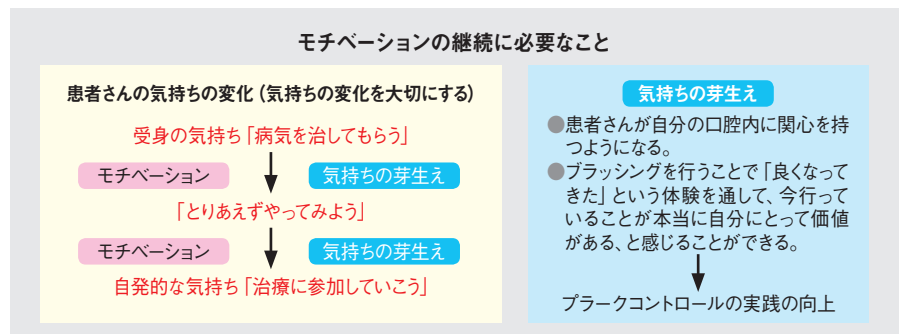 モチベーションの継続に必要なこと
患者さんの気持ちの変化（気持ちの変化を大切にする）
受身の気持ち「病気を治してもらう」
モチベーション
気持ちの芽生え
「とりあえずやってみよう」
モチベーション
気持ちの芽生え
自発的な気持ち「治療に参加していこう」
気持ちの芽生え
●患者さんが自分の口腔内に関心を持
つようになる。
●ブラッシングを行うことで「良くなって
きた」という体験を通して、今行って
いることが本当に自分にとって価値
がある、と感じることができる。
プラークコントロールの実践の向上